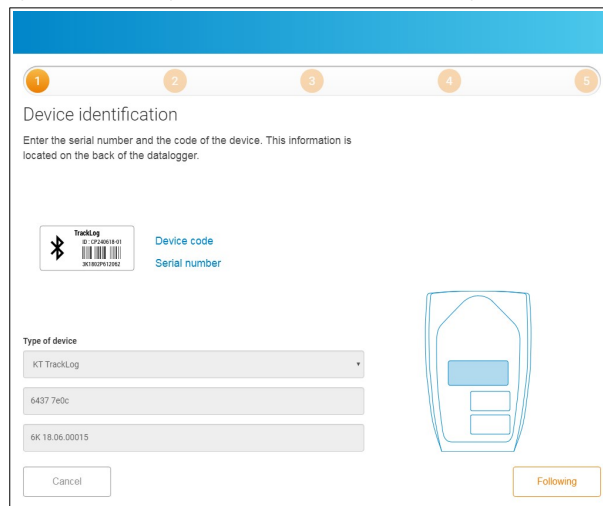 1 2 3 4 5
Device identification
Enter the serial number and the code of the device. This information is
located on the back of the datalogger.
TrackLog
ID : CP240618-01
3K1802P612062
Device code
Serial number
Type of device
KT TrackLog
6437 7e0c
6K 18.06.00015
Cancel
Following